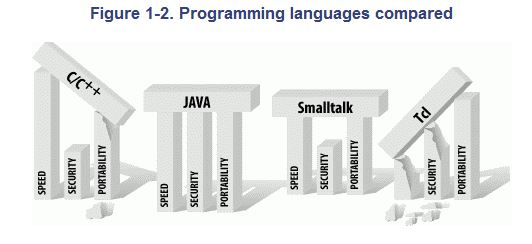 Figure 1-2. Programming languages compared
C/C++
SPEED
SECURITY
PORTABILITY
JAVA
SPEED
SECURITY
PORTABILITY
Smalltalk
SPEED
SECURITY
PORTABILITY
Tcl
SECURITY
PORTABILITY